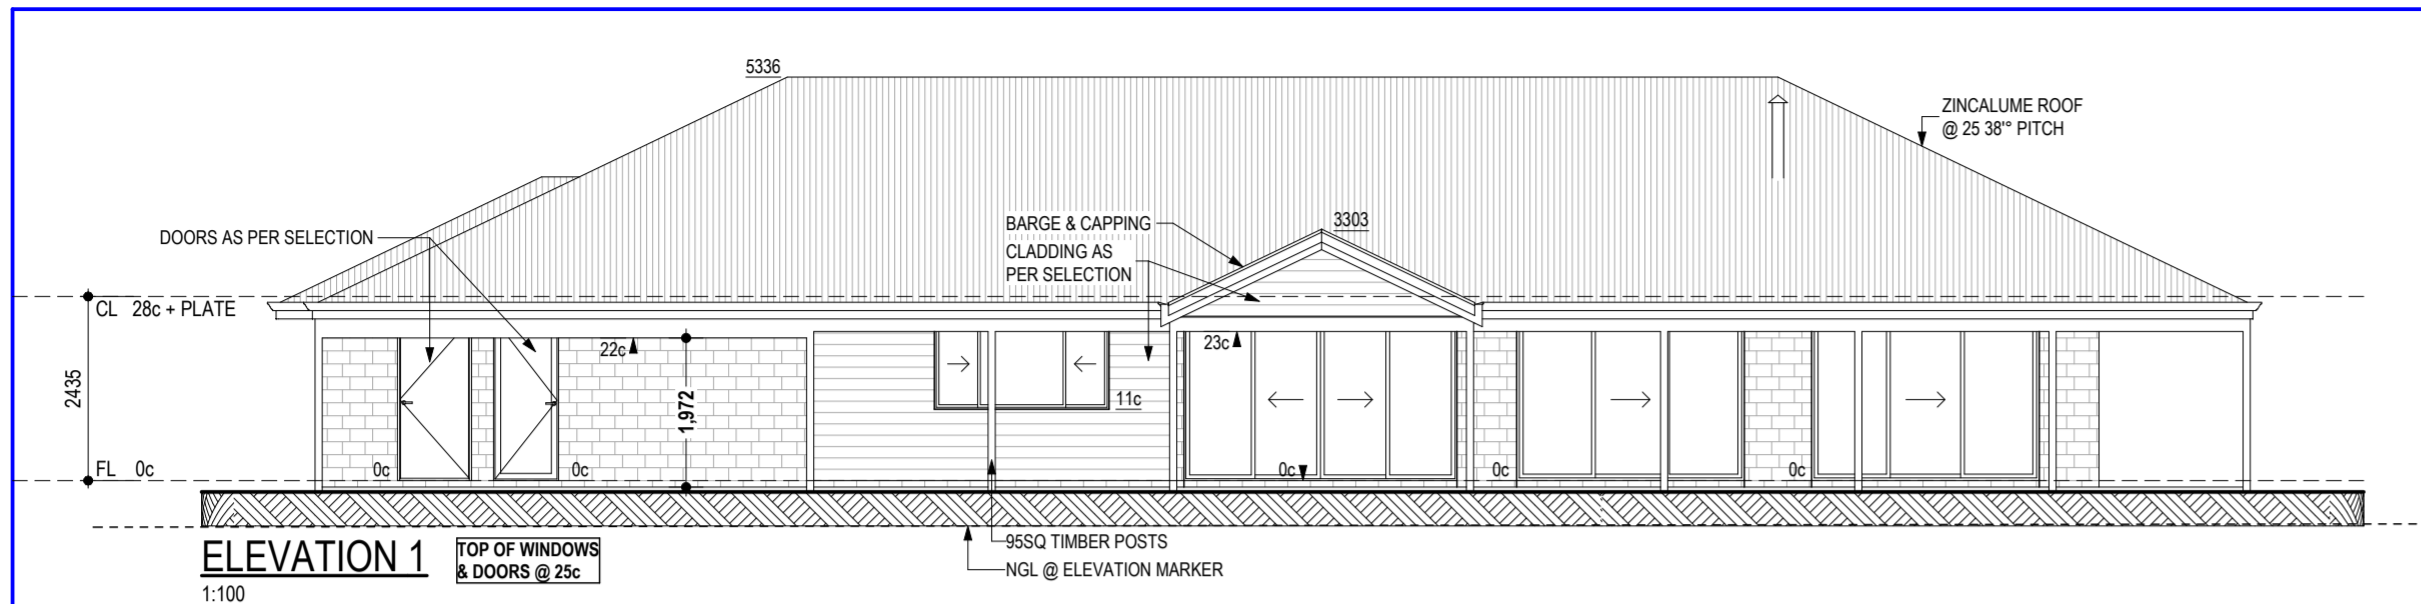 5336
ZINCALUME ROOF
@ 25 38'° PITCH
3303
BARGE & CAPPING
CLADDING AS
PER SELECTION
DOORS AS PER SELECTION
CL 28c + PLATE
22c
23c
2435
1,972
11c
FL 0c
0c
0c
0c
0c
0c
95SQ TIMBER POSTS
NGL @ ELEVATION MARKER
ELEVATION 1
TOP OF WINDOWS
& DOORS @ 25c
1:100